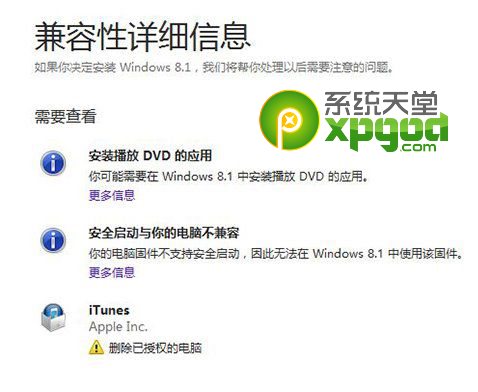 兼容性详细信息
如果你决定安装 Windows 8.1，我们将帮你处理以后需要注意的问题。
需要查看
系统天堂
xpgod
.com
安装播放 DVD 的应用
你可能需要在 Windows 8.1 中安装播放 DVD 的应用。
更多信息
安全启动与你的电脑不兼容
你的电脑固件不支持安全启动，因此无法在 Windows 8.1 中使用该固件。
更多信息
iTunes
Apple Inc.
删除已授权的电脑